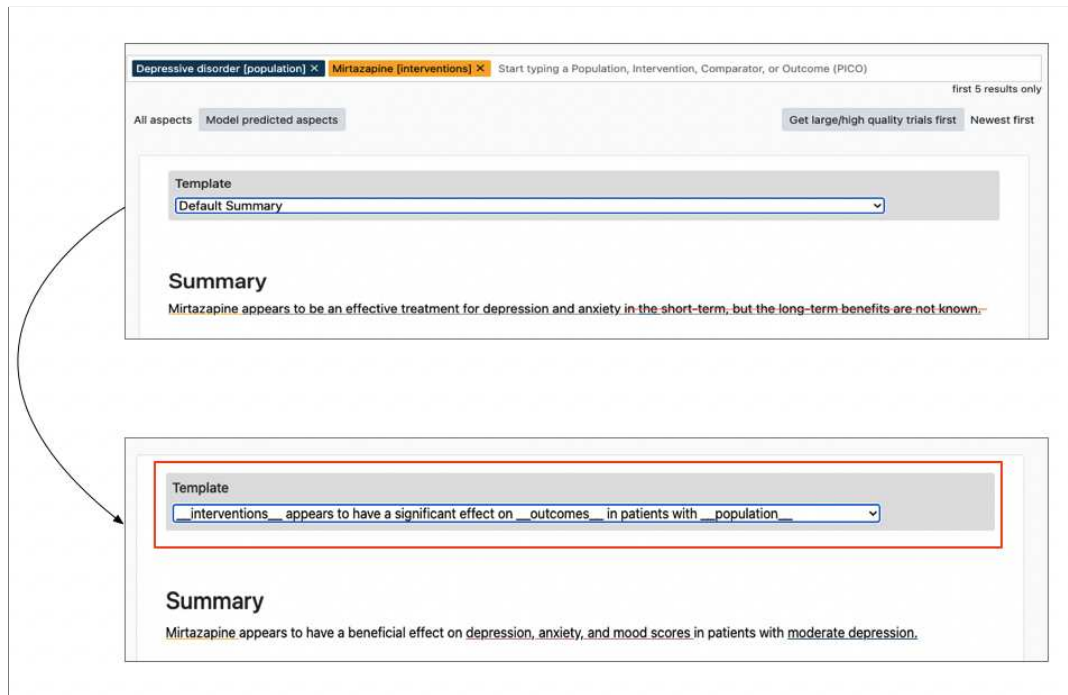 Depressive disorder [population] × Mirtazapine [interventions] × Start typing a Population, Intervention, Comparator, or Outcome (PICO)
first 5 results only
All aspects Model predicted aspects Get large/high quality trials first Newest first
Template
Default Summary
Summary
Mirtazapine appears to be an effective treatment for depression and anxiety in the short-term, but the long-term benefits are not known.
Template
__interventions__ appears to have a significant effect on __outcomes__ in patients with __population__
Summary
Mirtazapine appears to have a beneficial effect on depression, anxiety, and mood scores in patients with moderate depression.